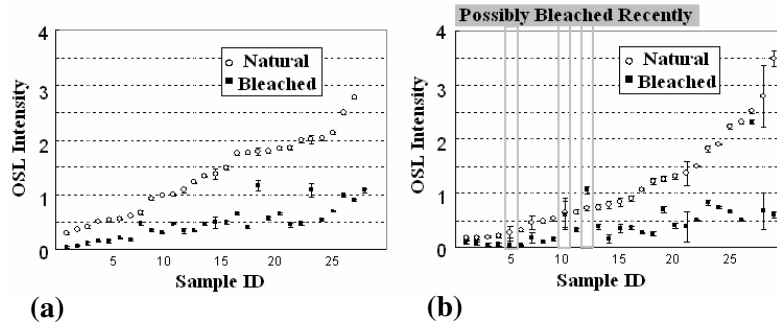 Possibly Bleached Recently
4
3
2
1
0
OSL Intensity
Natural
Bleached
5
10
15
20
25
Sample ID
(a)
4
3
2
1
0
OSL Intensity
Natural
Bleached
5
10
15
20
25
Sample ID
(b)